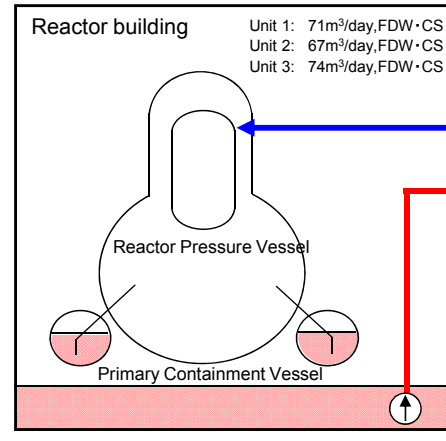 Reactor building
Unit 1: 71m³/day,FDW・CS
Unit 2: 67m³/day,FDW・CS
Unit 3: 74m³/day,FDW・CS
Reactor Pressure Vessel
Primary Containment Vessel